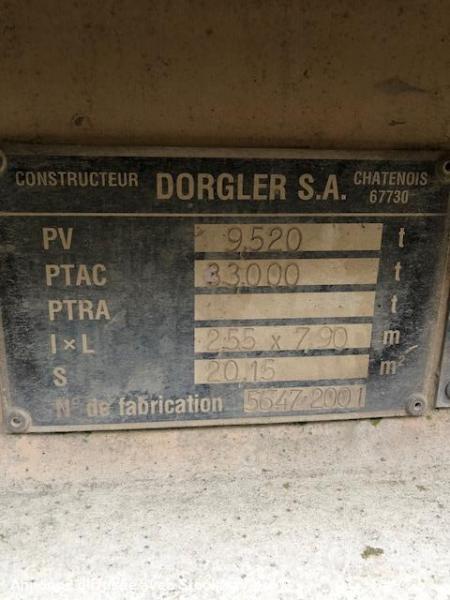 CONSTRUCTEUR DORGLER S.A. CHATENOIS 67730
PV 9,520 t
PTAC 33,000 t
PTRA t
l×L 2,55 x 7,90 m
S 20,15 m²
N° de fabrication 5647-2001